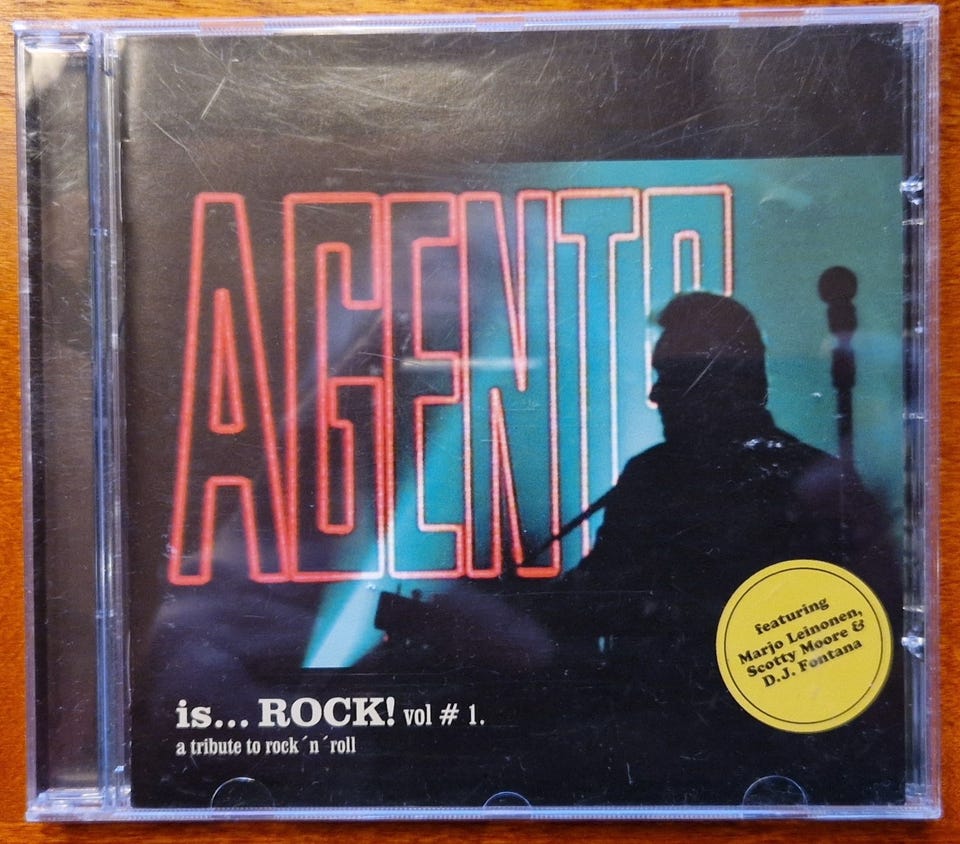 AGENTS
is... ROCK! vol # 1.
a tribute to rock´n´roll
featuring
Marjo Leinonen,
Scotty Moore &
D.J. Fontana